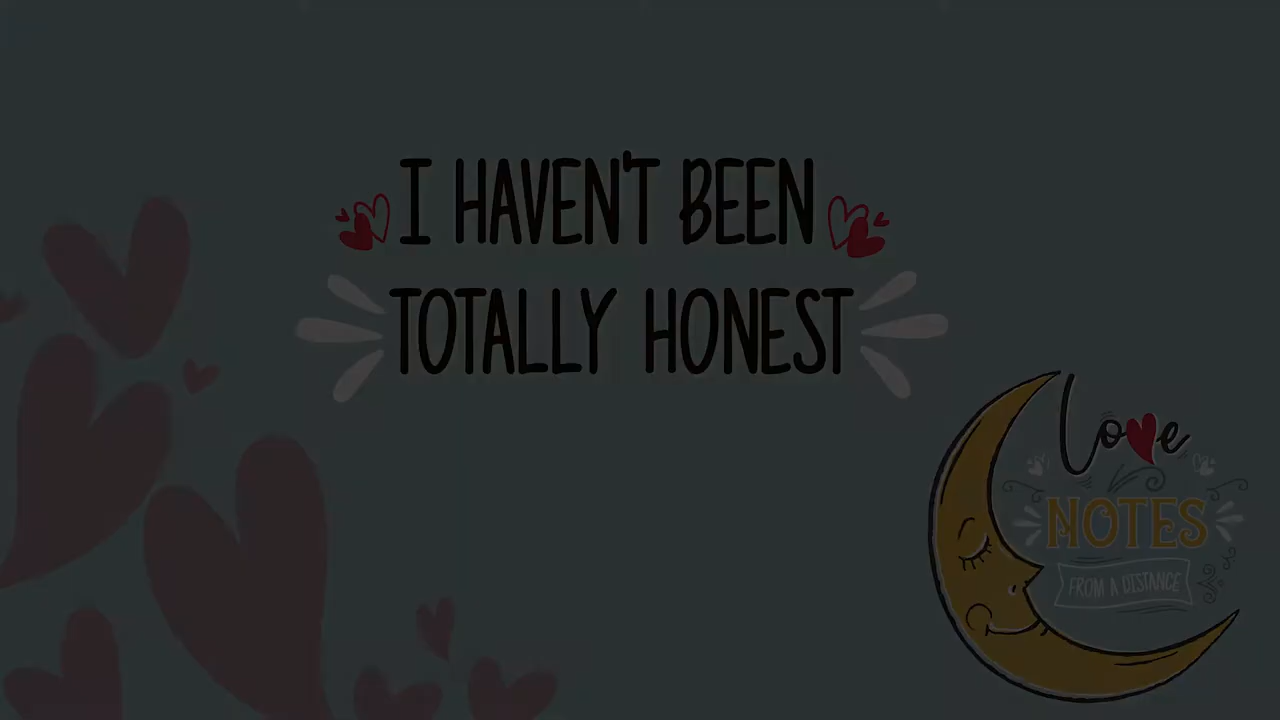 I HAVEN'T BEEN
TOTALLY HONEST
Love
NOTES
FROM A DISTANCE